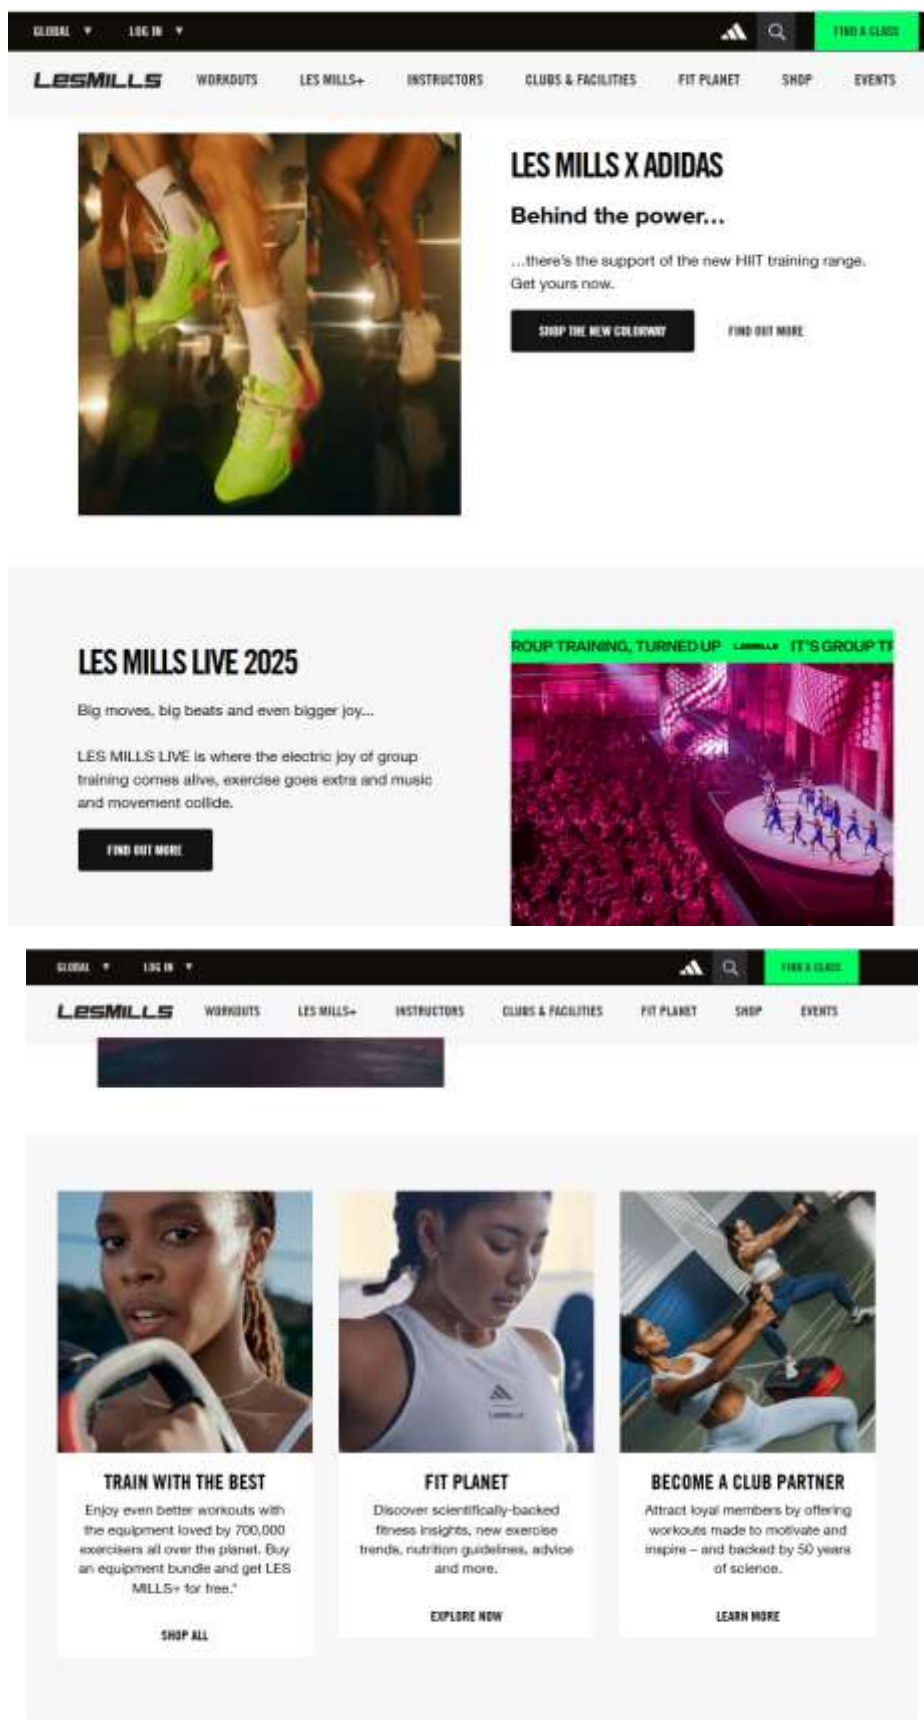 GLOBAL ▼ LOG IN ▼ FIND A CLASS
LESMILLS WORKOUTS LES MILLS+ INSTRUCTORS CLUBS & FACILITIES FIT PLANET SHOP EVENTS
LES MILLS X ADIDAS
Behind the power...
...there's the support of the new HIIT training range.
Get yours now.
SHOP THE NEW COLORWAY FIND OUT MORE
LES MILLS LIVE 2025
Big moves, big beats and even bigger joy...
LES MILLS LIVE is where the electric joy of group
training comes alive, exercise goes extra and music
and movement collide.
FIND OUT MORE
ROUP TRAINING, TURNED UP LESMILLS IT'S GROUP TR
GLOBAL ▼ LOG IN ▼ FIND A CLASS
LESMILLS WORKOUTS LES MILLS+ INSTRUCTORS CLUBS & FACILITIES FIT PLANET SHOP EVENTS
LESMILLS
TRAIN WITH THE BEST
Enjoy even better workouts with
the equipment loved by 700,000
exercisers all over the planet. Buy
an equipment bundle and get LES
MILLS+ for free.*
SHOP ALL
FIT PLANET
Discover scientifically-backed
fitness insights, new exercise
trends, nutrition guidelines, advice
and more.
EXPLORE NOW
BECOME A CLUB PARTNER
Attract loyal members by offering
workouts made to motivate and
inspire – and backed by 50 years
of science.
LEARN MORE